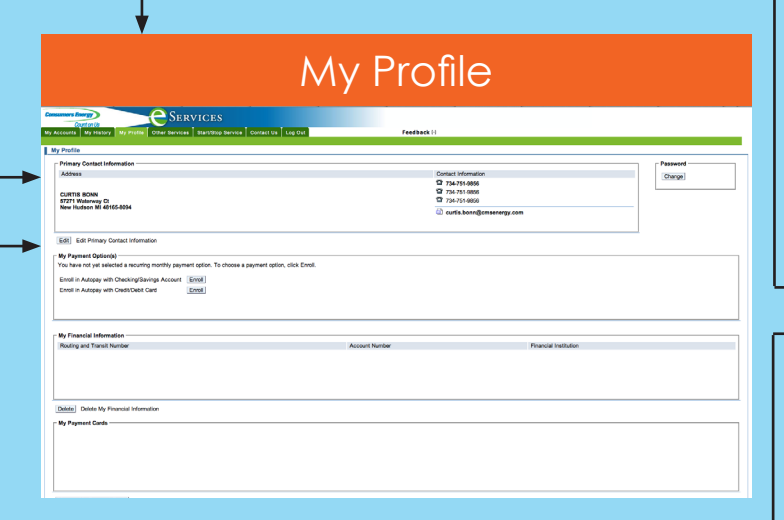 My Profile
Consumers Energy
Count on Us
eServices
My Accounts My History My Profile Other Services Start/Stop Service Contact Us Log Out Feedback [-]
My Profile
Primary Contact Information
Password
Address Contact Information
Change
734-751-9856
CURTIS BONN 734-751-9856
57271 Waterway Ct 734-751-9858
New Hudson MI 48165-8094
curtis.bonn@cmsenergy.com
Edit Edit Primary Contact Information
My Payment Option(s)
You have not yet selected a recurring monthly payment option. To choose a payment option, click Enroll.
Enroll in Autopay with Checking/Savings Account Enroll
Enroll in Autopay with Credit/Debit Card Enroll
My Financial Information
Routing and Transit Number Account Number Financial Institution
Delete Delete My Financial Information
My Payment Cards